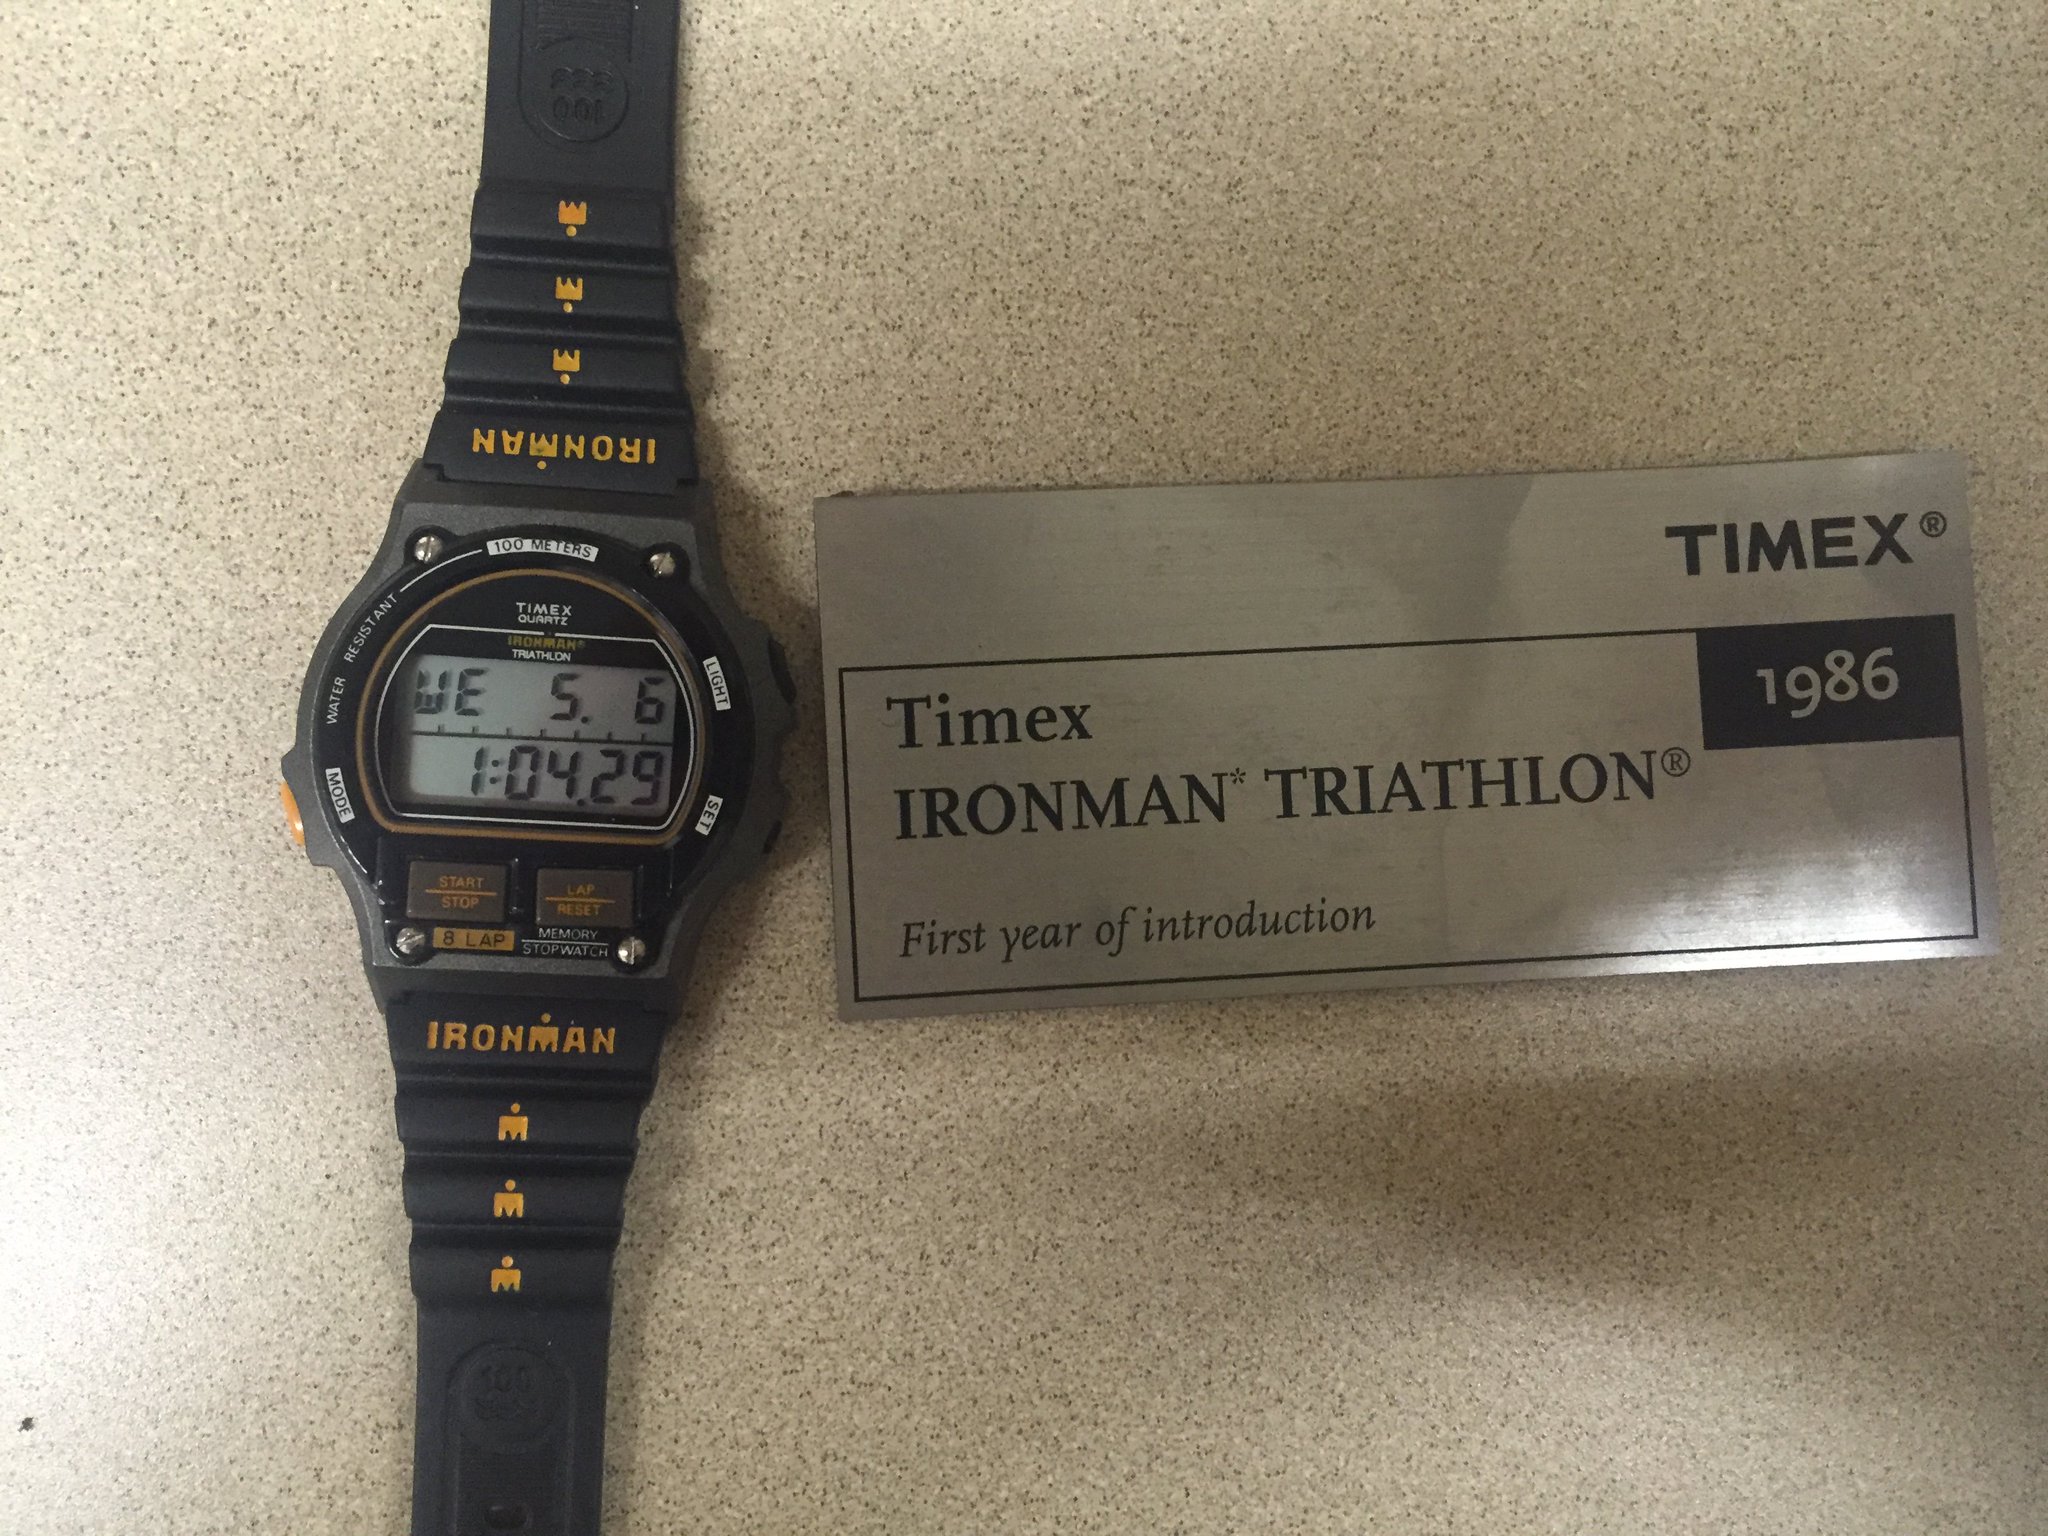 100
IRONMAN
100 METERS
WATER RESISTANT
TIMEX
QUARTZ
IRONMAN®
TRIATHLON
LIGHT
WE 5. 6
1:04.29
MODE
SET
START
STOP
LAP
RESET
8 LAP
MEMORY
STOPWATCH
IRONMAN
100
TIMEX®
1986
Timex
IRONMAN* TRIATHLON®
First year of introduction